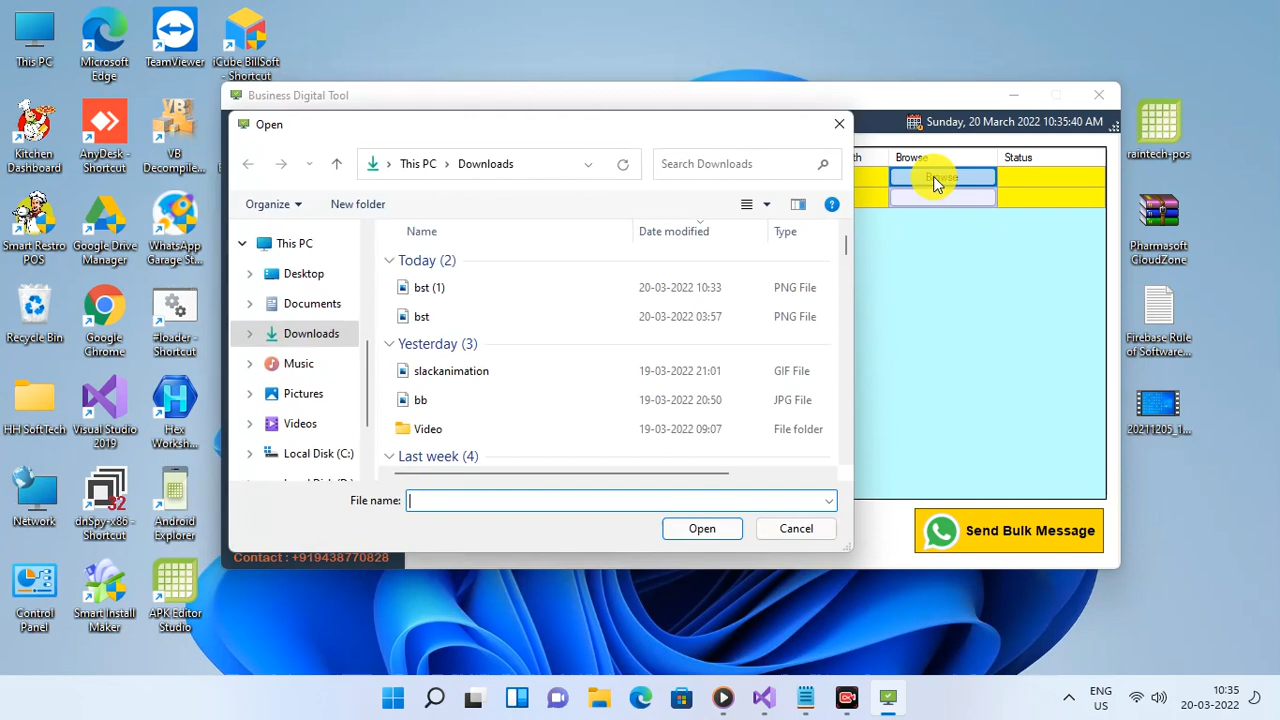 This PC
Microsoft
Edge
TeamViewer
iCube BillSoft
- Shortcut
Kitchen
Dashboard
AnyDesk -
Shortcut
VB
Decompile...
Smart Restro
POS
Google Drive
Manager
WhatsApp
Garage St...
Recycle Bin
Google
Chrome
#loader -
Shortcut
HH SoftTech
Visual Studio
2019
Hex
Worksh...
Network
32
dnSpy-x86 -
Shortcut
Android
Explorer
Control
Panel
Smart Install
Maker
APK Editor
Studio
Business Digital Tool
Sunday, 20 March 2022 10:35:40 AM
Open
This PC > Downloads
Search Downloads
Organize
New folder
This PC
Desktop
Documents
Downloads
Music
Pictures
Videos
Local Disk (C:)
Name Date modified Type
Today (2)
bst (1) 20-03-2022 10:33 PNG File
bst 20-03-2022 03:57 PNG File
Yesterday (3)
slackanimation 19-03-2022 21:01 GIF File
bb 19-03-2022 20:50 JPG File
Video 19-03-2022 09:07 File folder
Last week (4)
File name:
Open Cancel
Browse Status
Browse
Send Bulk Message
Contact : +919438770828
raintech-pos
Pharmasoft
CloudZone
Firebase Rule
of Software...
20211205_1...
ENG
US
10:35
20-03-2022